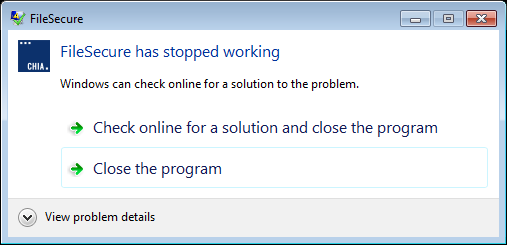 FileSecure
CHIA.
FileSecure has stopped working
Windows can check online for a solution to the problem.
Check online for a solution and close the program
Close the program
View problem details